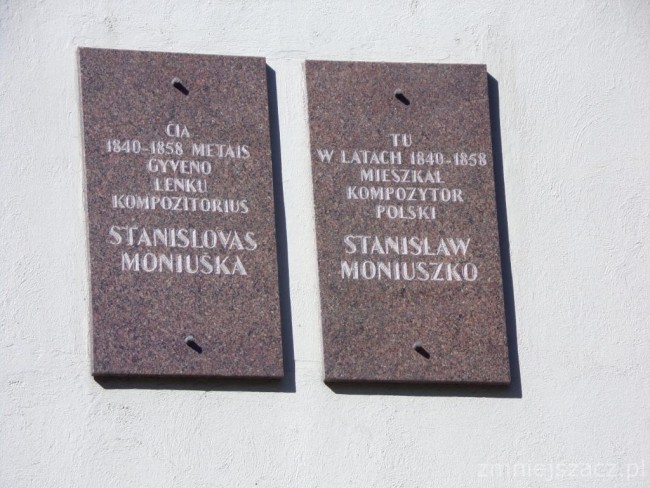 ČIA
1840-1858 METAIS
GYVENO
LENKŲ
KOMPOZITORIUS
STANISLOVAS
MONIUŠKA
TU
W LATACH 1840-1858
MIESZKAŁ
KOMPOZYTOR
POLSKI
STANISŁAW
MONIUSZKO
zmniejszacz.pl